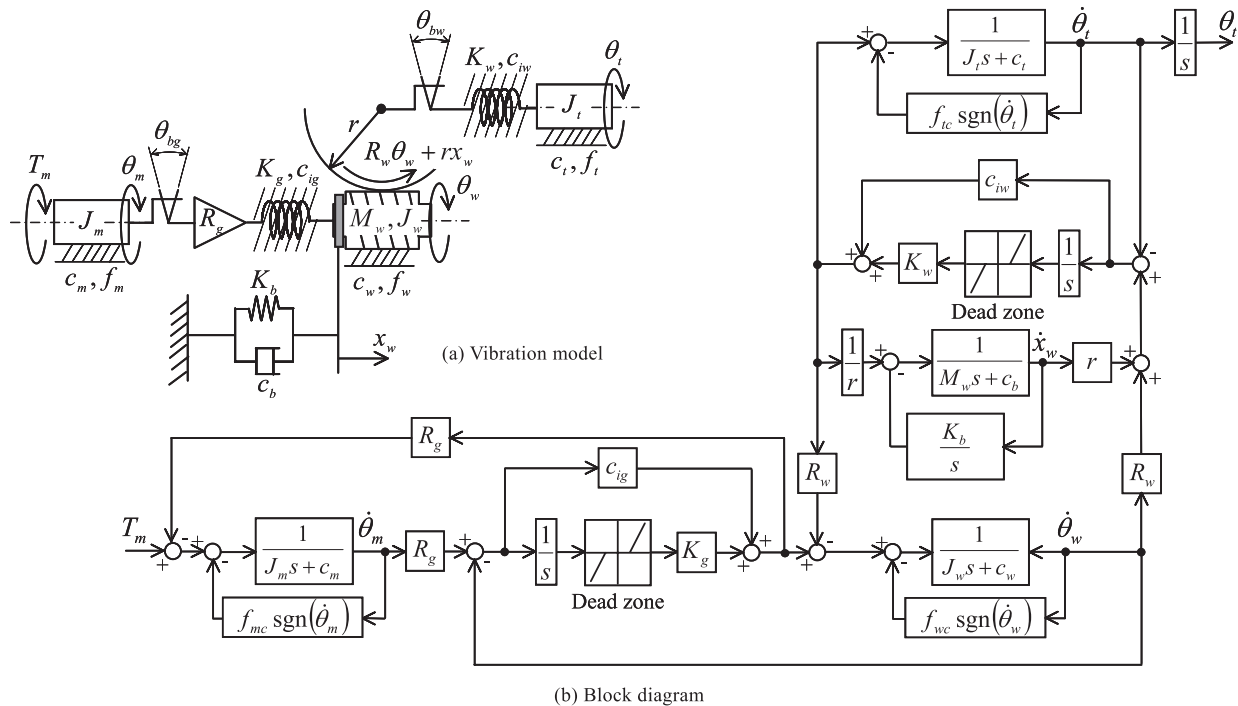 θ_bw
K_w, c_iw
θ_t
J_t
c_t, f_t
r
R_wθ_w + rx_w
θ_bg
T_m
θ_m
K_g, c_ig
θ_w
J_m
R_g
M_w, J_w
c_m, f_m
c_w, f_w
K_b
c_b
x_w
(a) Vibration model
+
-
1/(J_t s + c_t)
θ̇_t
1/s
θ_t
f_tc sgn(θ̇_t)
c_iw
+
+
K_w
Dead zone
1/s
-
+
1/r
+
-
1/(M_w s + c_b)
ẋ_w
r
+
+
K_b/s
R_w
R_w
R_g
c_ig
T_m
+
-
+
-
1/(J_m s + c_m)
θ̇_m
R_g
+
-
1/s
Dead zone
K_g
+
+
+
-
+
-
1/(J_w s + c_w)
θ̇_w
f_mc sgn(θ̇_m)
f_wc sgn(θ̇_w)
(b) Block diagram